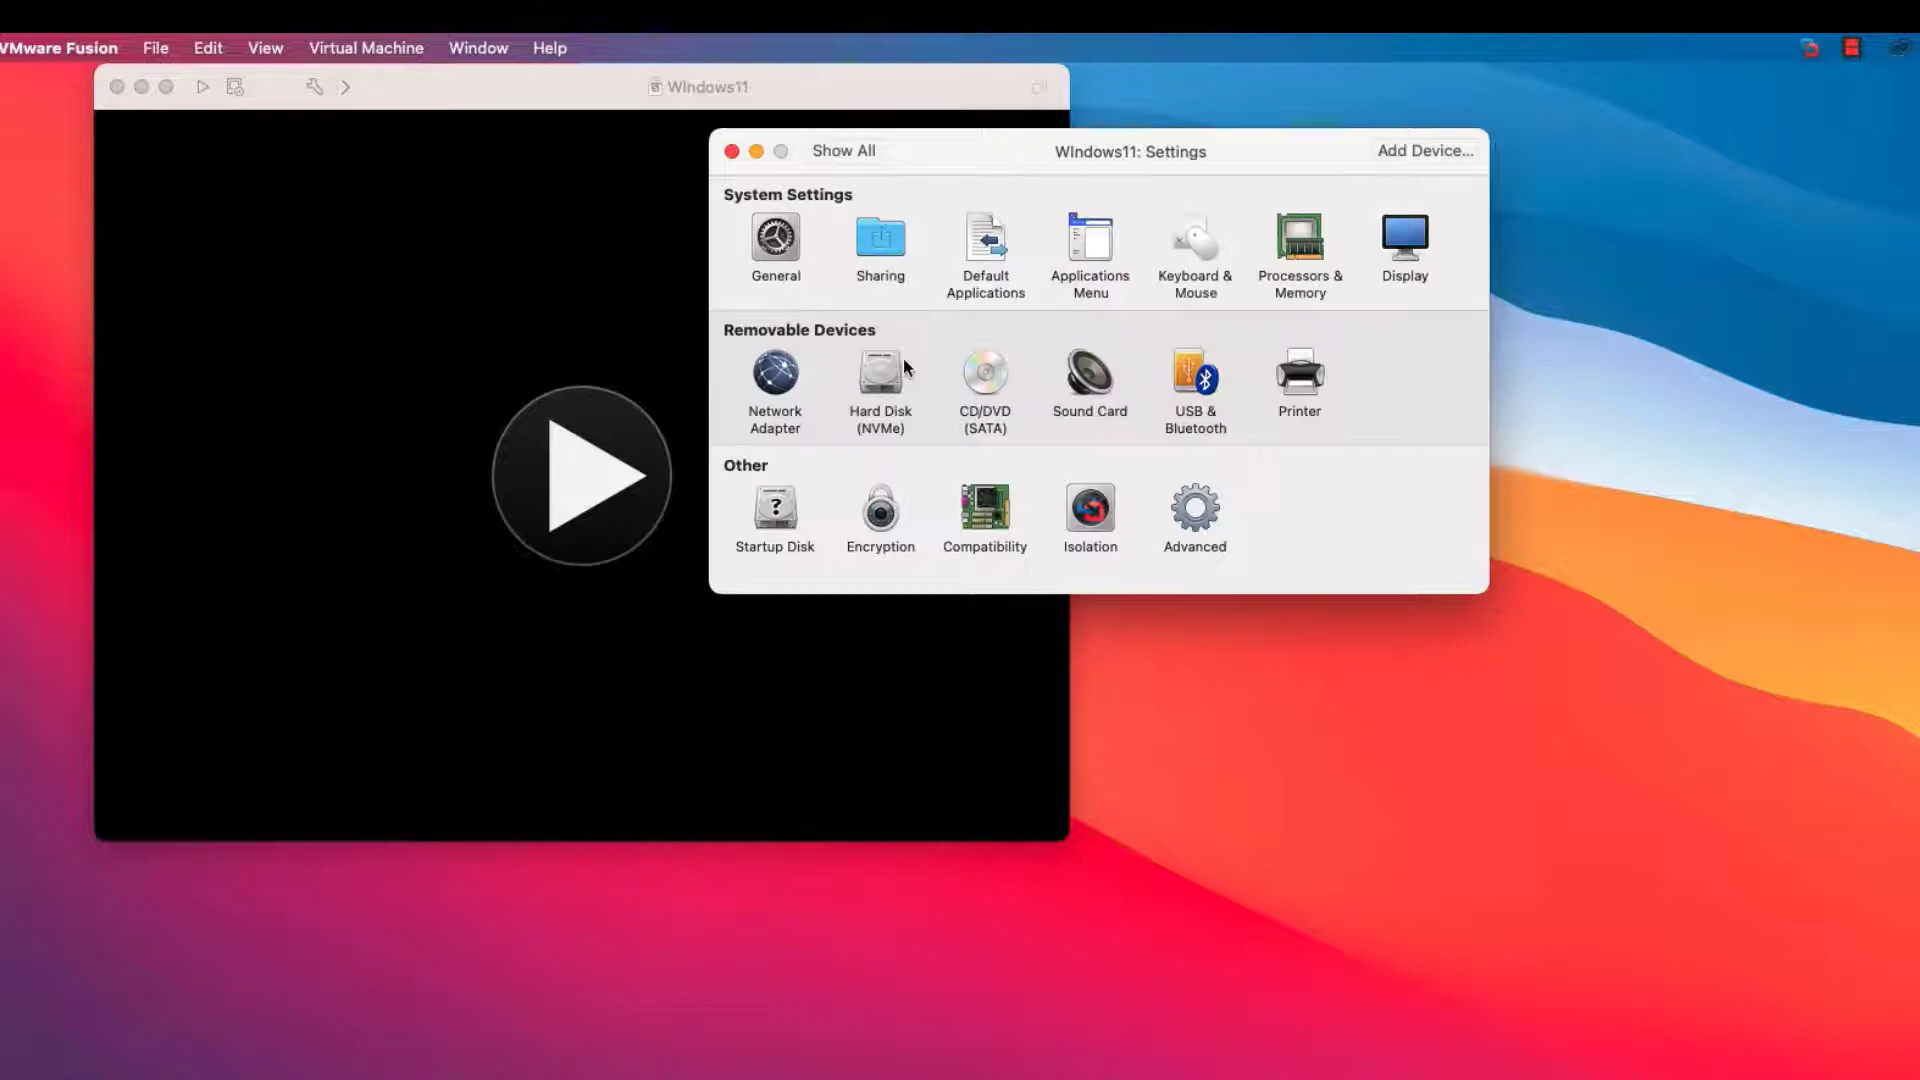 VMware Fusion File Edit View Virtual Machine Window Help
WIndows11
Show All WIndows11: Settings Add Device...
System Settings
General Sharing Default Applications Applications Menu Keyboard & Mouse Processors & Memory Display
Removable Devices
Network Adapter Hard Disk (NVMe) CD/DVD (SATA) Sound Card USB & Bluetooth Printer
Other
? 
Startup Disk Encryption Compatibility Isolation Advanced